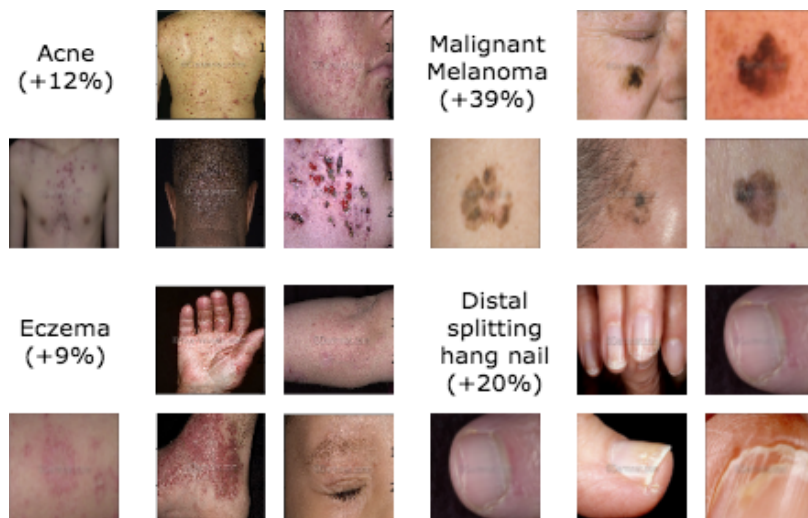 Acne
(+12%)
Malignant
Melanoma
(+39%)
Eczema
(+9%)
Distal
splitting
hang nail
(+20%)